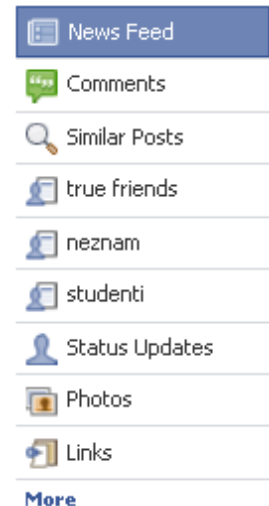 News Feed
Comments
Similar Posts
true friends
neznam
studenti
Status Updates
Photos
Links
More